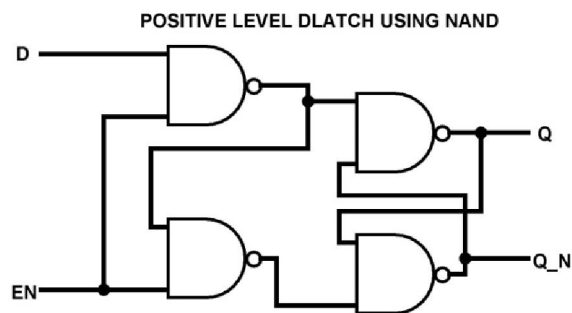 POSITIVE LEVEL DLATCH USING NAND
D
Q
EN
Q_N